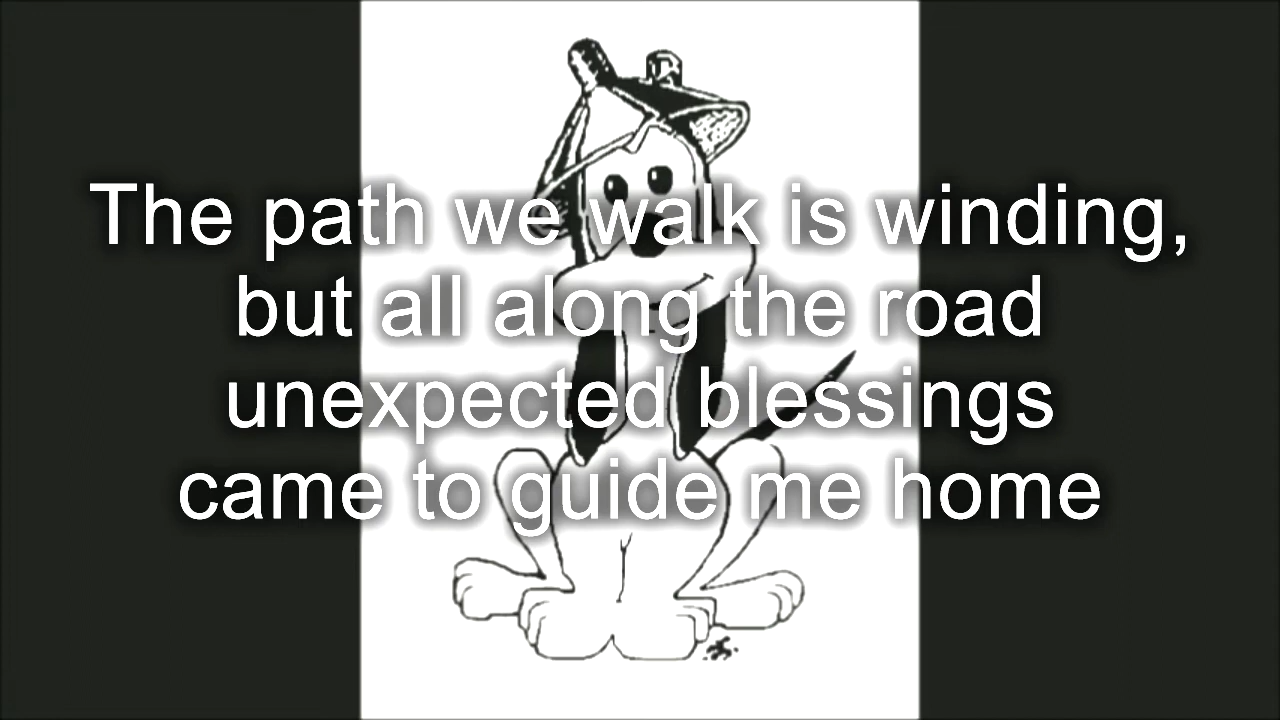 The path we walk is winding,
but all along the road
unexpected blessings
came to guide me home